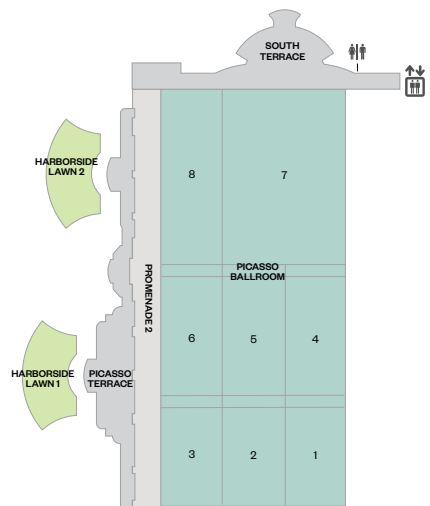 SOUTH
TERRACE
HARBORSIDE
LAWN 2
8
7
PICASSO
BALLROOM
PROMENADE 2
6
5
4
HARBORSIDE
LAWN 1
PICASSO
TERRACE
3
2
1